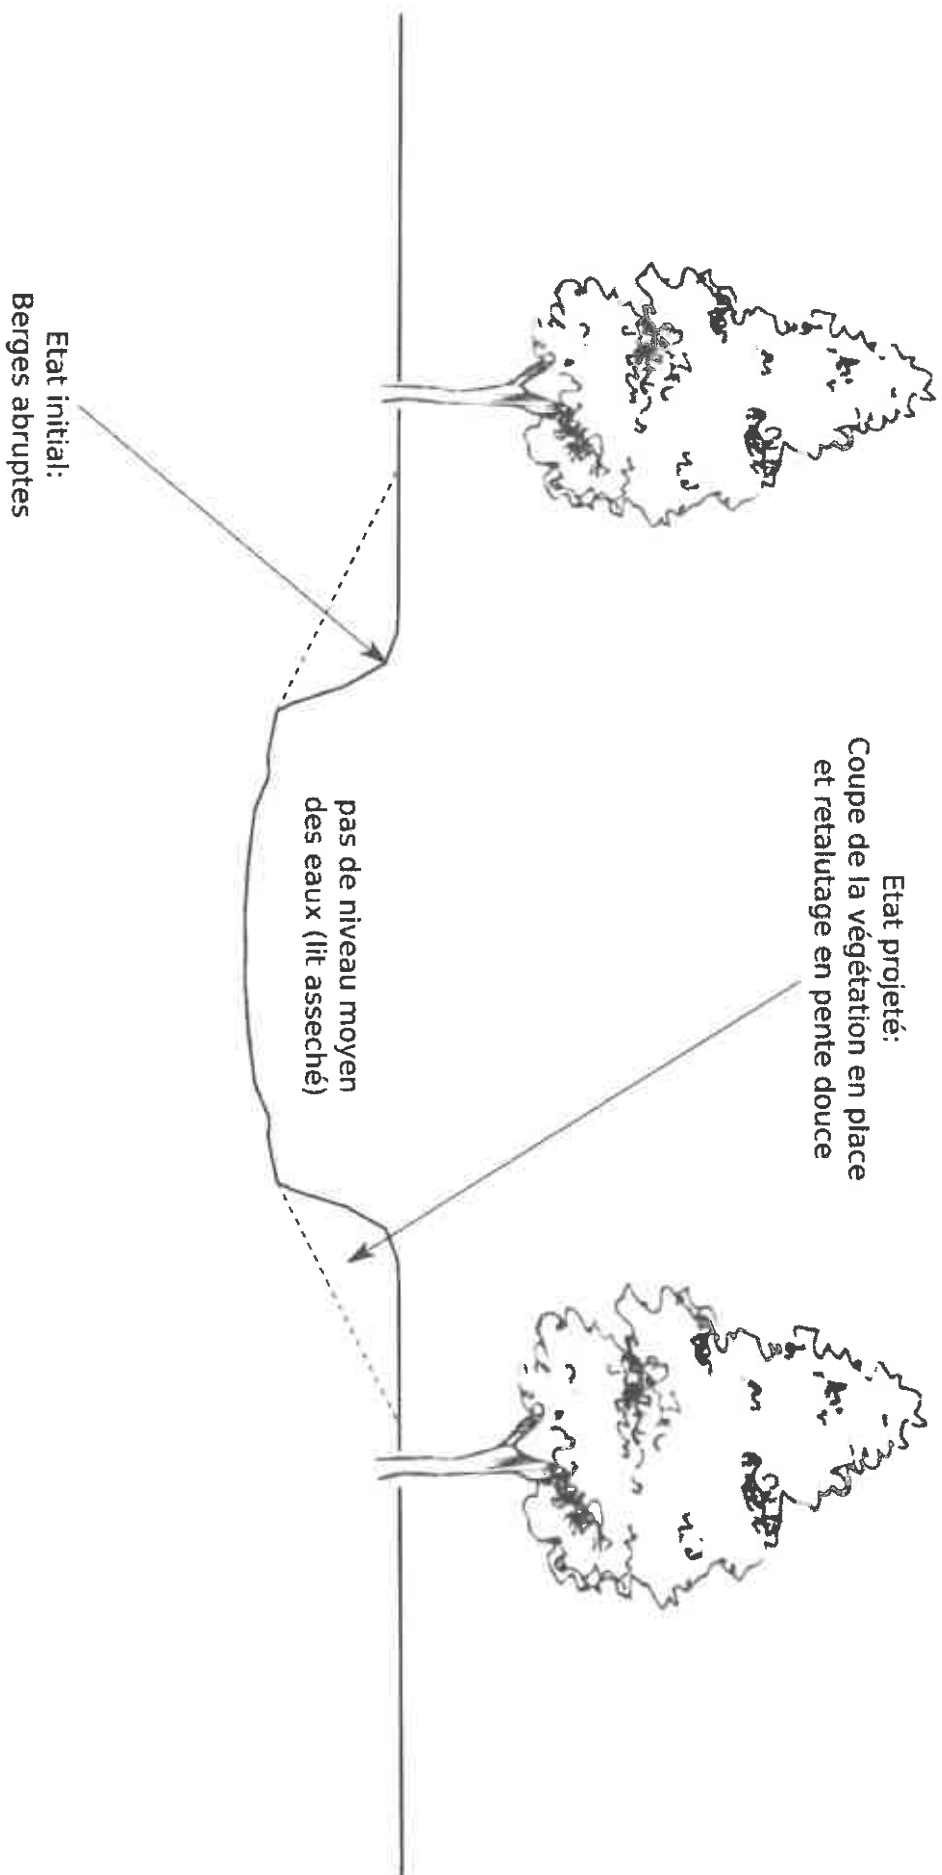 Etat projeté:
Coupe de la végétation en place
et retalutage en pente douce
pas de niveau moyen
des eaux (lit asseché)
Etat initial:
Berges abruptes